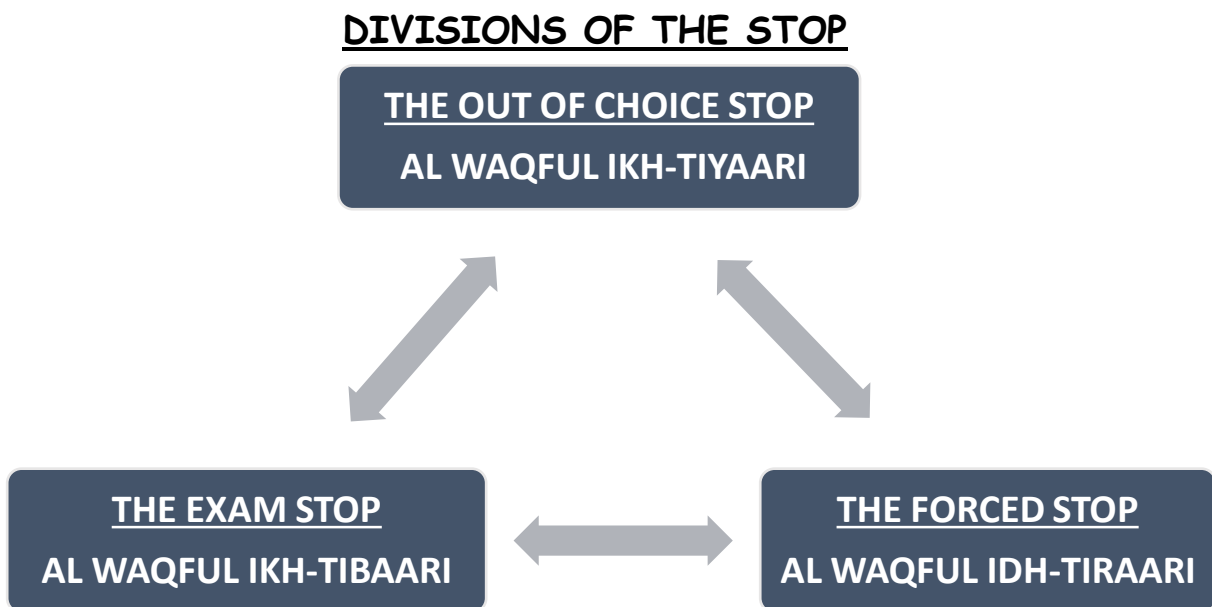 DIVISIONS OF THE STOP
THE OUT OF CHOICE STOP
AL WAQFUL IKH-TIYAARI
THE EXAM STOP
AL WAQFUL IKH-TIBAARI
THE FORCED STOP
AL WAQFUL IDH-TIRAARI